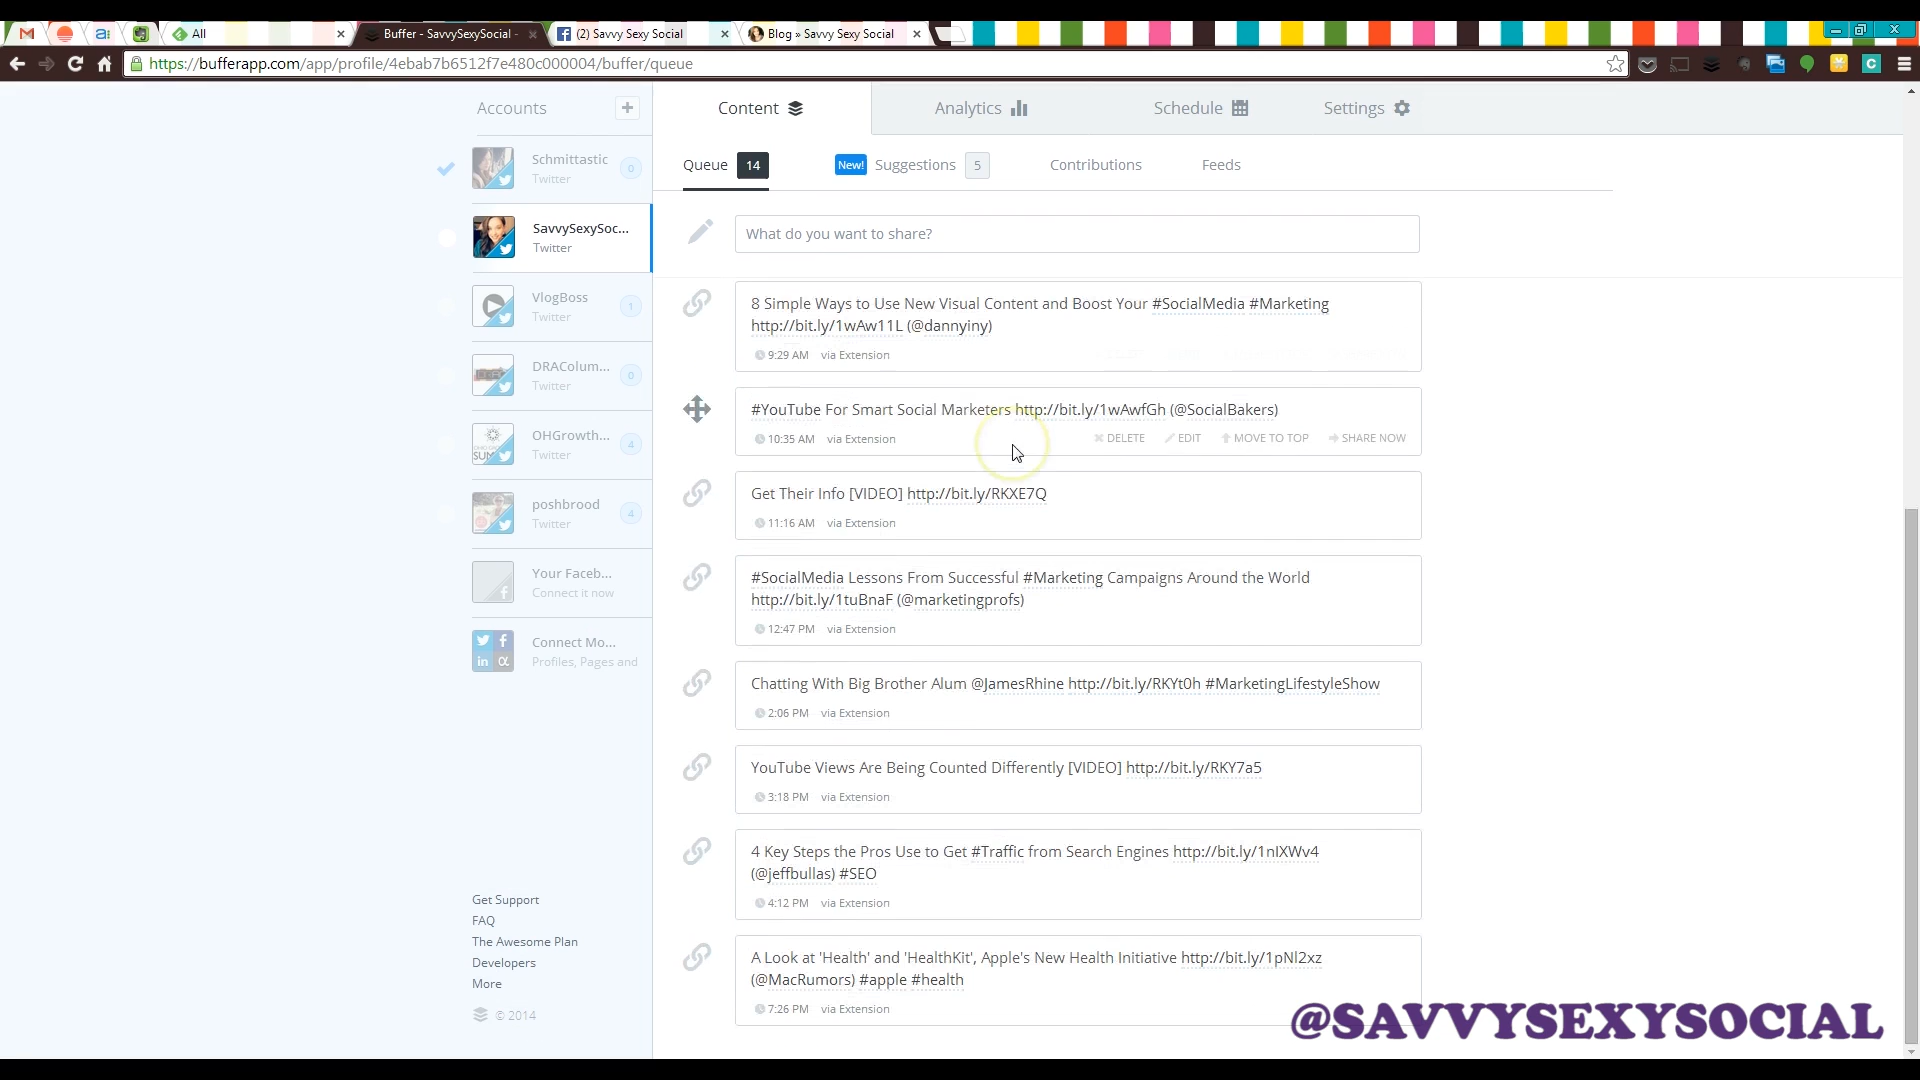 All
Buffer - SavvySexySocial -
(2) Savvy Sexy Social
Blog » Savvy Sexy Social
https://bufferapp.com/app/profile/4ebab7b6512f7e480c000004/buffer/queue
Accounts
Content
Analytics
Schedule
Settings
Queue 14
New! Suggestions 5
Contributions
Feeds
Schmittastic
Twitter
0
SavvySexySoc...
Twitter
VlogBoss
Twitter
1
DRAColum...
Twitter
0
OHGrowth...
Twitter
4
poshbrood
Twitter
4
Your Faceb...
Connect it now
Connect Mo...
Profiles, Pages and
Get Support
FAQ
The Awesome Plan
Developers
More
© 2014
What do you want to share?
8 Simple Ways to Use New Visual Content and Boost Your #SocialMedia #Marketing
http://bit.ly/1wAw11L (@dannyiny)
9:29 AM via Extension
#YouTube For Smart Social Marketers http://bit.ly/1wAwfGh (@SocialBakers)
10:35 AM via Extension
DELETE EDIT MOVE TO TOP SHARE NOW
Get Their Info [VIDEO] http://bit.ly/RKXE7Q
11:16 AM via Extension
#SocialMedia Lessons From Successful #Marketing Campaigns Around the World
http://bit.ly/1tuBnaF (@marketingprofs)
12:47 PM via Extension
Chatting With Big Brother Alum @JamesRhine http://bit.ly/RKYt0h #MarketingLifestyleShow
2:06 PM via Extension
YouTube Views Are Being Counted Differently [VIDEO] http://bit.ly/RKY7a5
3:18 PM via Extension
4 Key Steps the Pros Use to Get #Traffic from Search Engines http://bit.ly/1nIXWv4
(@jeffbullas) #SEO
4:12 PM via Extension
A Look at 'Health' and 'HealthKit', Apple's New Health Initiative http://bit.ly/1pNl2xz
(@MacRumors) #apple #health
7:26 PM via Extension
@SAVVYSEXYSOCIAL